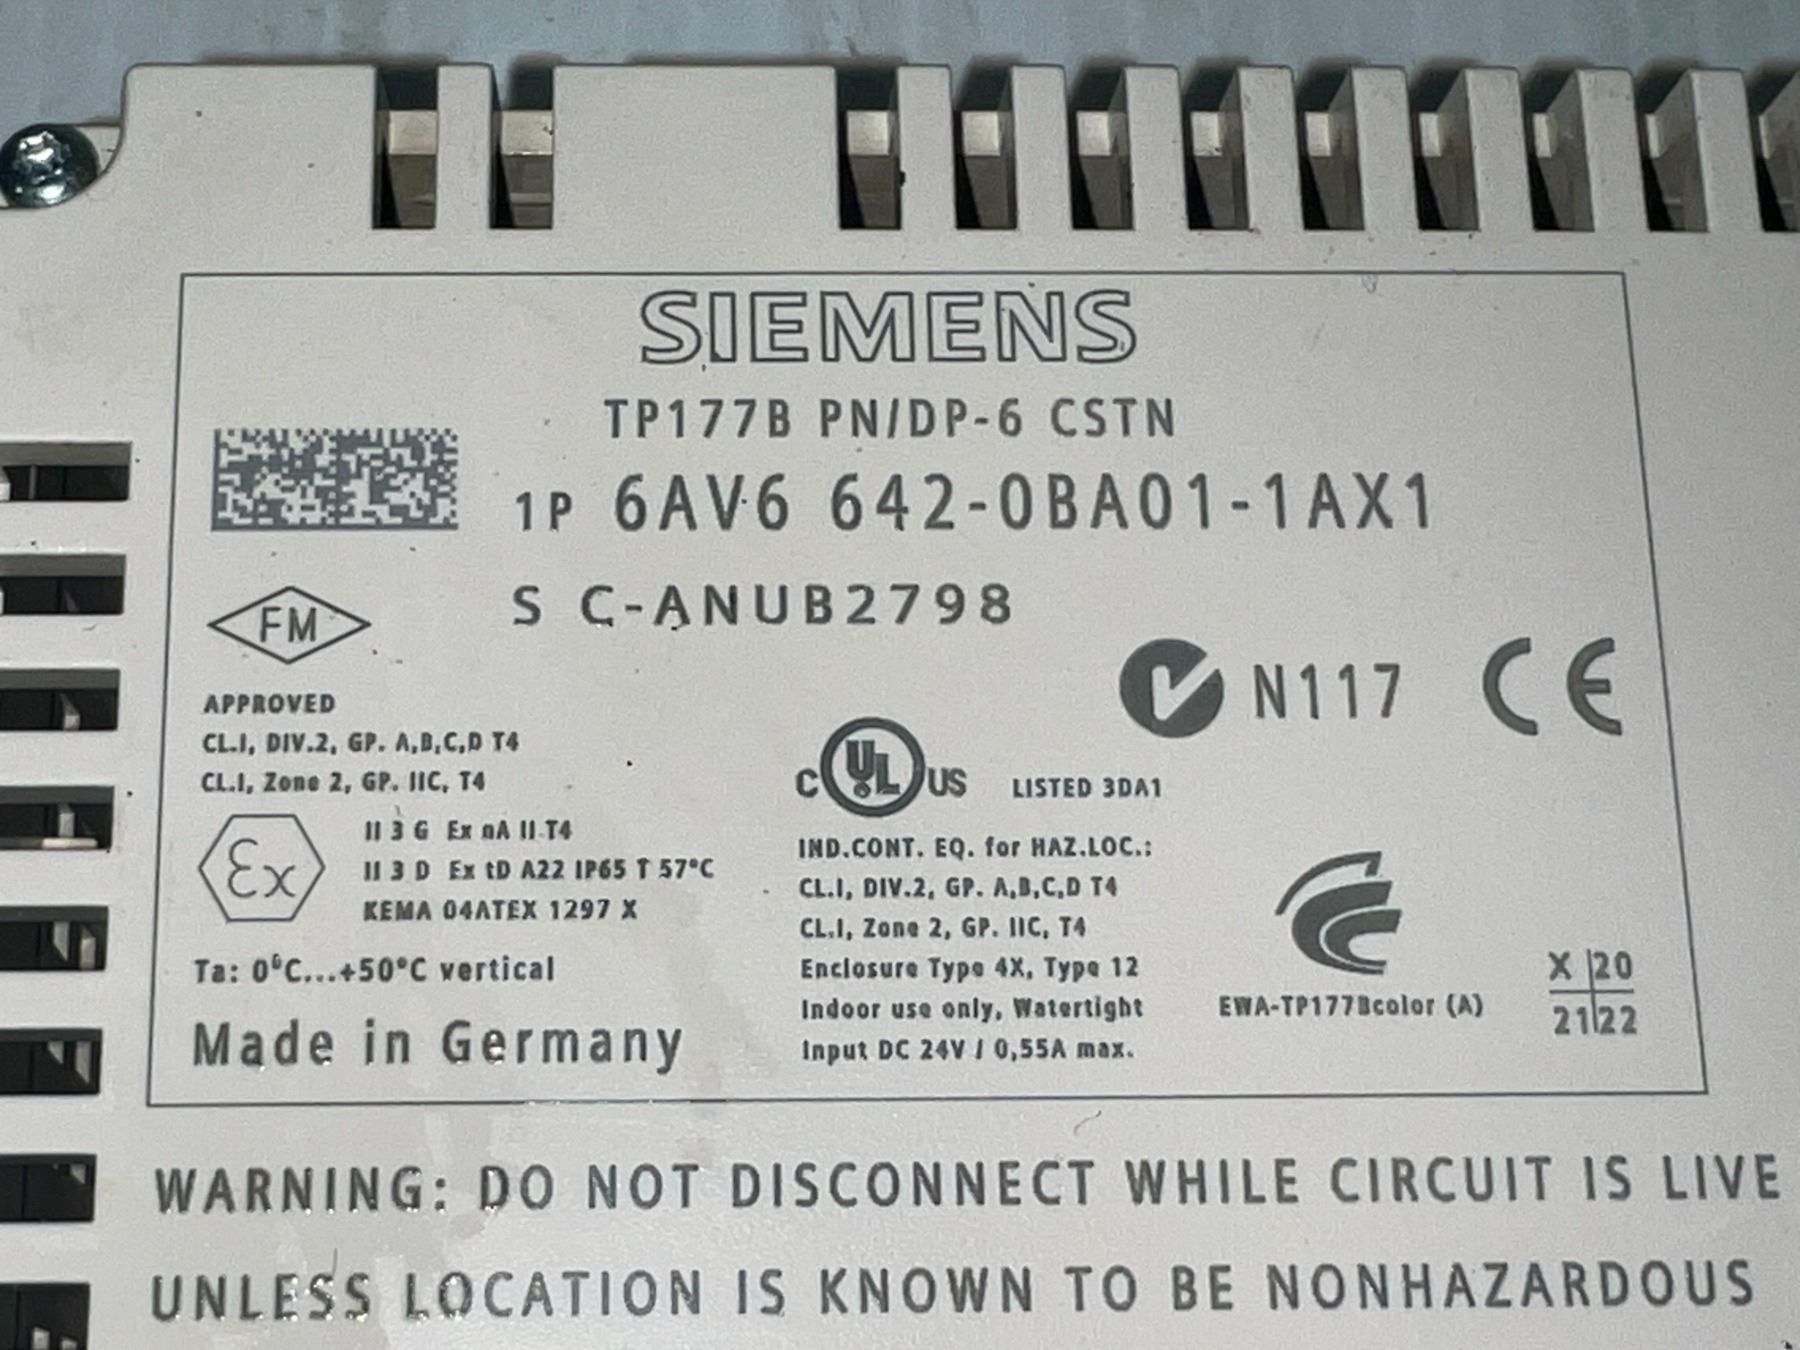 SIEMENS
TP177B PN/DP-6 CSTN
1P 6AV6 642-0BA01-1AX1
S C-ANUB2798
FM
N117 CE
APPROVED
CL.I, DIV.2, GP. A,B,C,D T4
CL.I, Zone 2, GP. IIC, T4
C UL US LISTED 3DA1
Ex
II 3 G Ex nA II T4
II 3 D Ex tD A22 IP65 T 57°C
KEMA 04ATEX 1297 X
IND.CONT. EQ. for HAZ.LOC.:
CL.I, DIV.2, GP. A,B,C,D T4
CL.I, Zone 2, GP. IIC, T4
Enclosure Type 4X, Type 12
Indoor use only, Watertight
Input DC 24V / 0,55A max.
Ta: 0°C...+50°C vertical
Made in Germany
EWA-TP177Bcolor (A)
X 20
21 22
WARNING: DO NOT DISCONNECT WHILE CIRCUIT IS LIVE
UNLESS LOCATION IS KNOWN TO BE NONHAZARDOUS